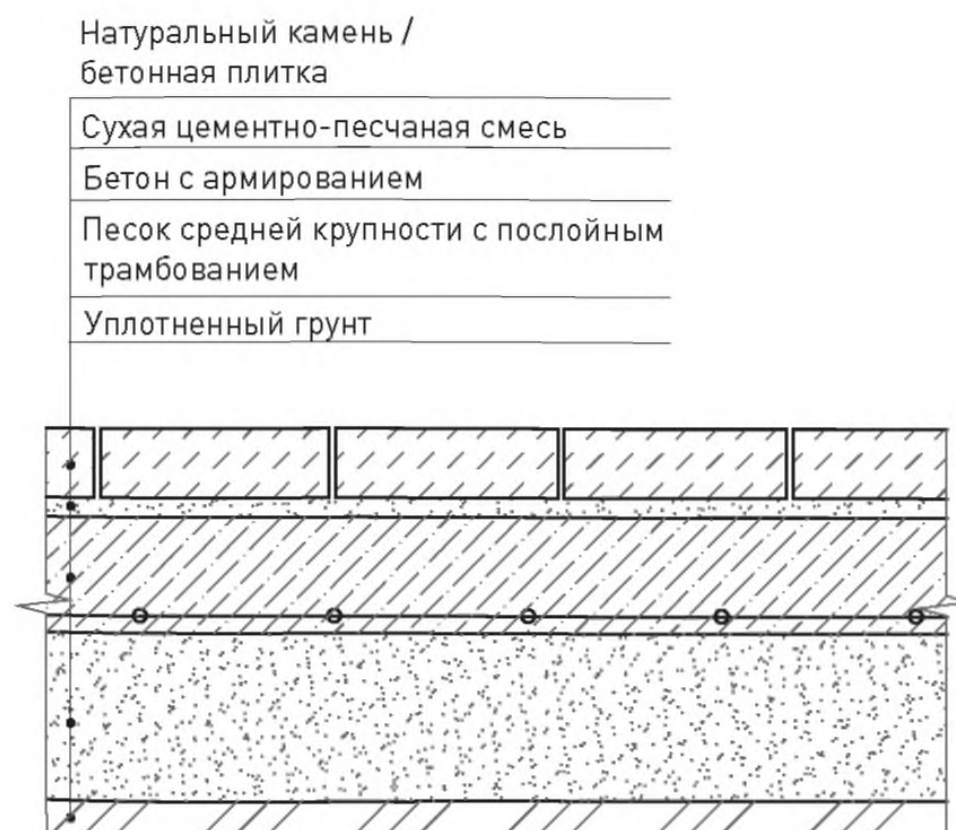 Натуральный камень /
бетонная плитка
Сухая цементно-песчаная смесь
Бетон с армированием
Песок средней крупности с послойным
трамбованием
Уплотненный грунт